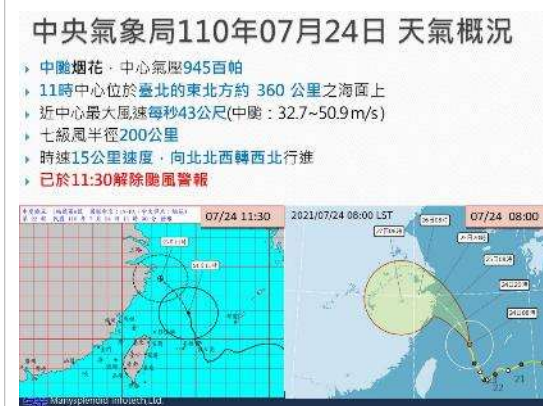 中央氣象局110年07月24日 天氣概況
中颱烟花，中心氣壓945百帕
11時中心位於臺北的東北方約 360 公里之海面上
近中心最大風速每秒43公尺(中颱：32.7~50.9m/s)
七級風半徑200公里
時速15公里速度，向北北西轉西北行進
已於11:30解除颱風警報
07/24 11:30
2021/07/24 08:00 LST
07/24 08:00
22
21
Manysplendid Infotech,Ltd.